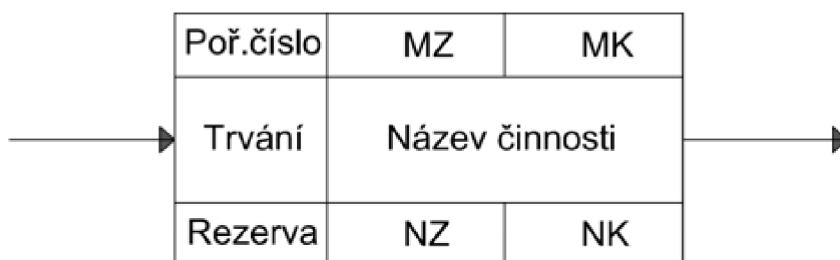 Poř.číslo MZ MK
Trvání Název činnosti
Rezerva NZ NK